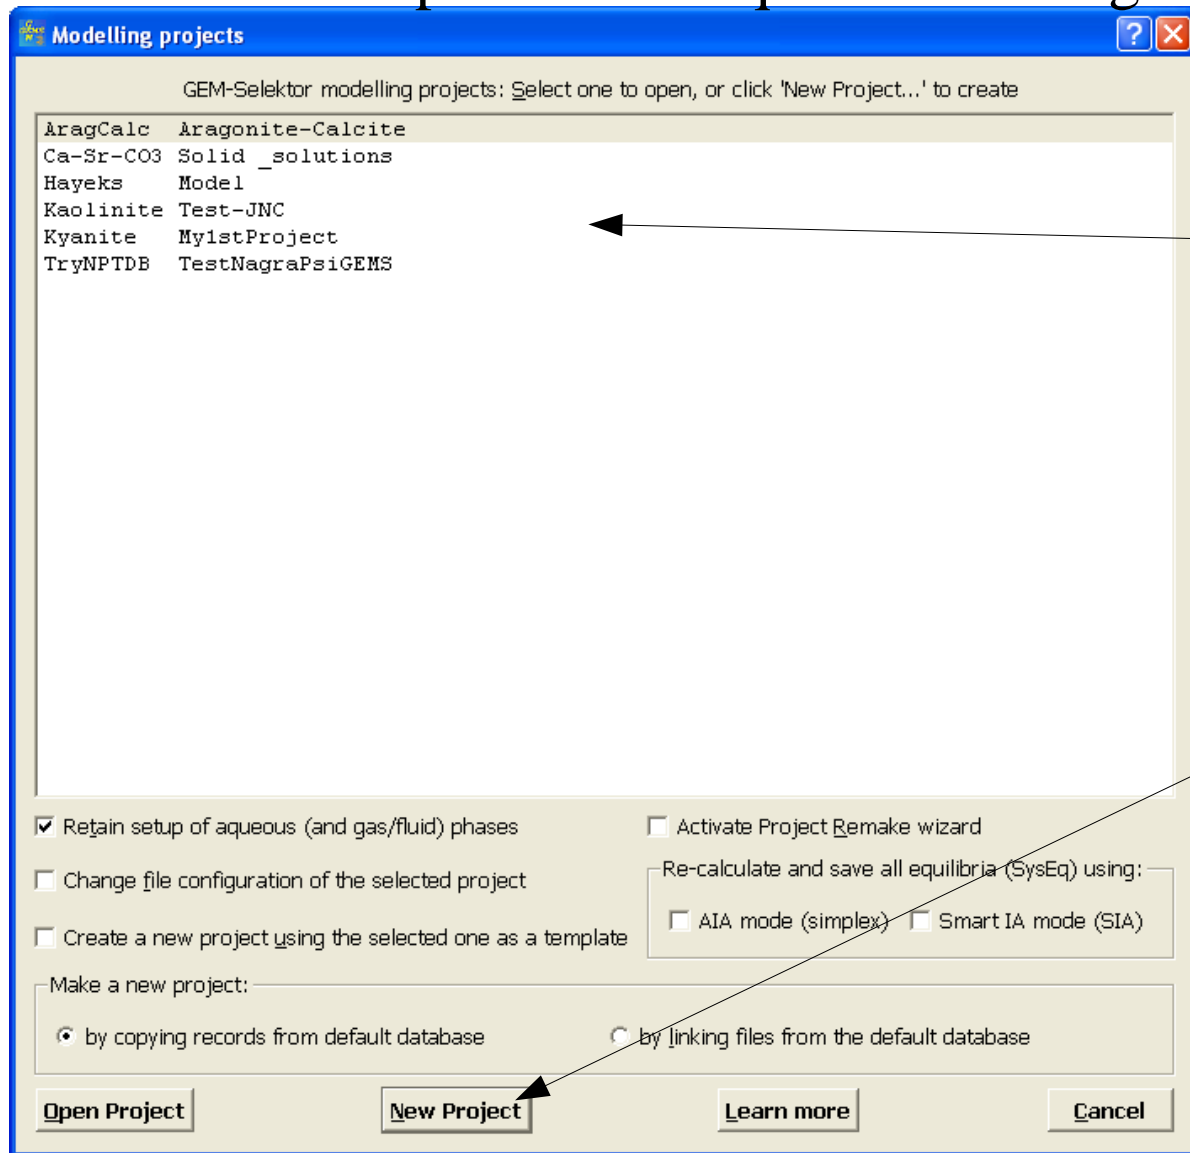 Modelling projects
GEM-Selektor modelling projects: Select one to open, or click 'New Project...' to create
AragCalc Aragonite-Calcite
Ca-Sr-CO3 Solid _solutions
Hayeks Model
Kaolinite Test-JNC
Kyanite My1stProject
TryNPTDB TestNagraPsiGEMS
Retain setup of aqueous (and gas/fluid) phases
Activate Project Remake wizard
Change file configuration of the selected project
Re-calculate and save all equilibria (SysEq) using:
Create a new project using the selected one as a template
AIA mode (simplex) Smart IA mode (SIA)
Make a new project:
by copying records from default database
by linking files from the default database
Open Project
New Project
Learn more
Cancel